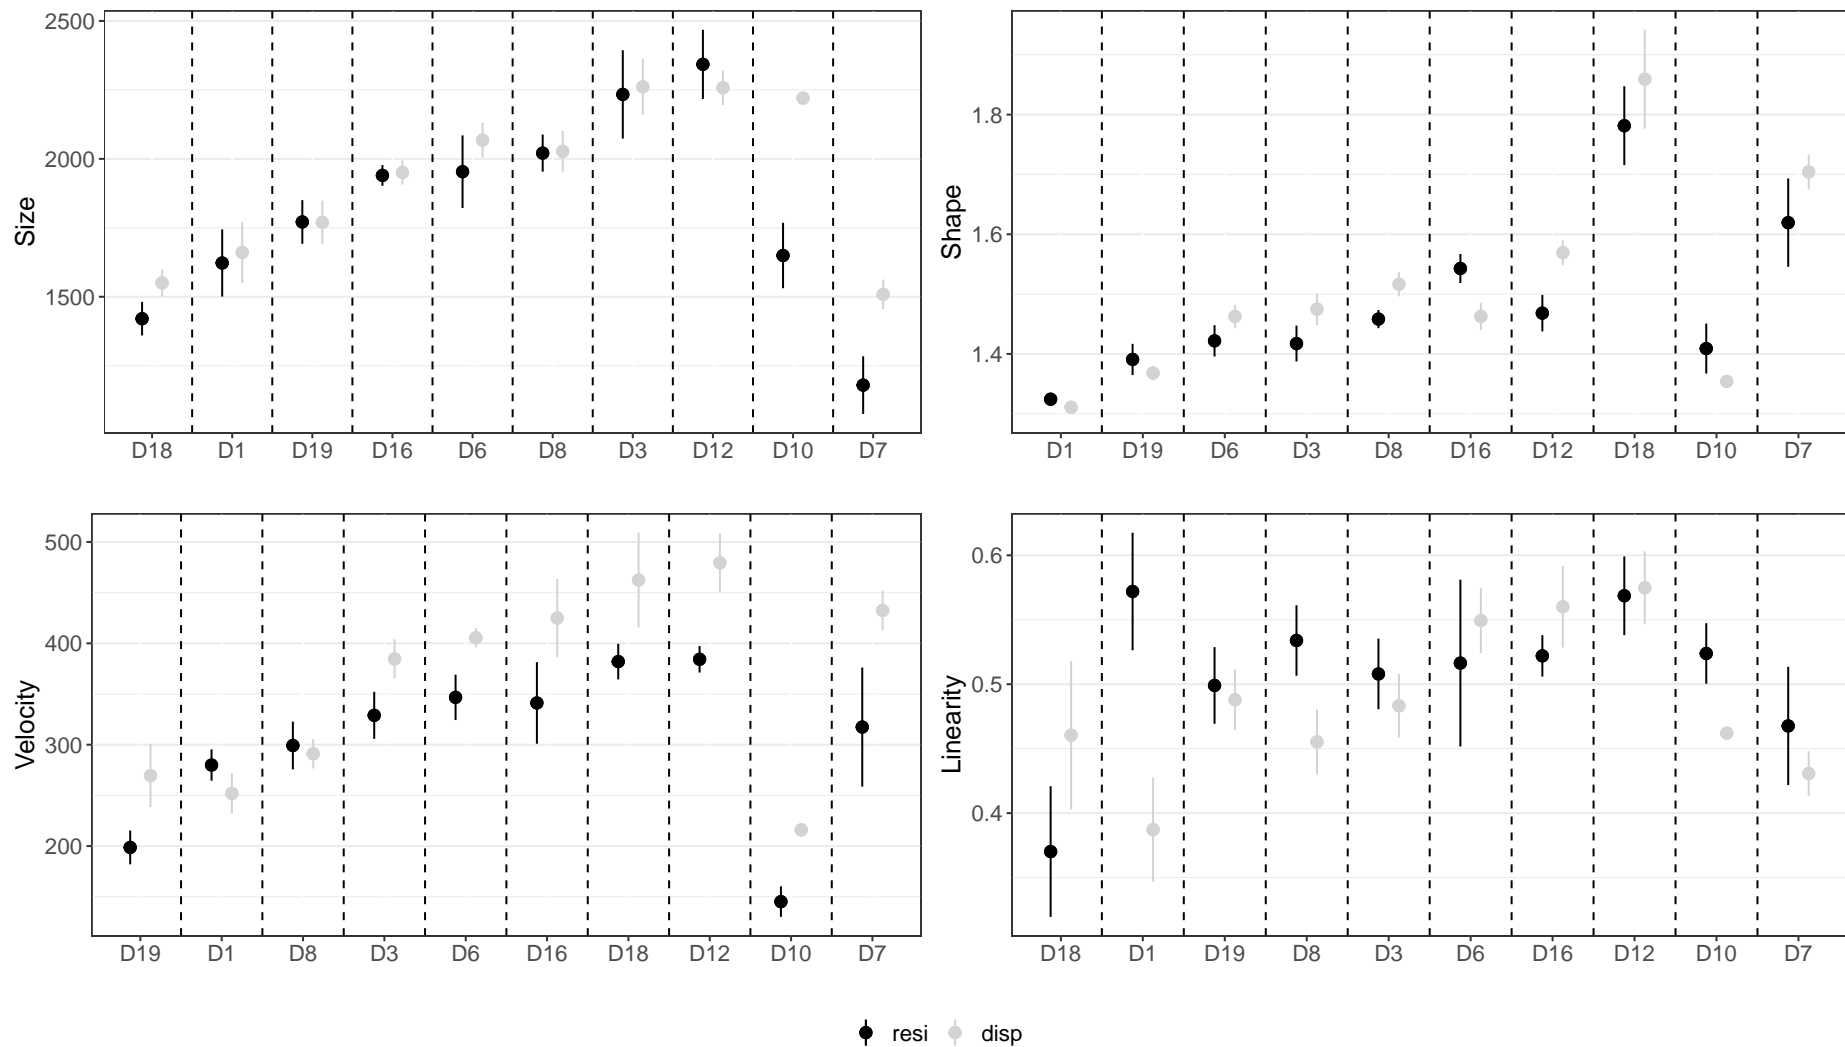 Size
2500
2000
1500
D18 D1 D19 D16 D6 D8 D3 D12 D10 D7
Shape
1.8
1.6
1.4
D1 D19 D6 D3 D8 D16 D12 D18 D10 D7
Velocity
500
400
300
200
D19 D1 D8 D3 D6 D16 D18 D12 D10 D7
Linearity
0.6
0.5
0.4
D18 D1 D19 D8 D3 D6 D16 D12 D10 D7
resi disp